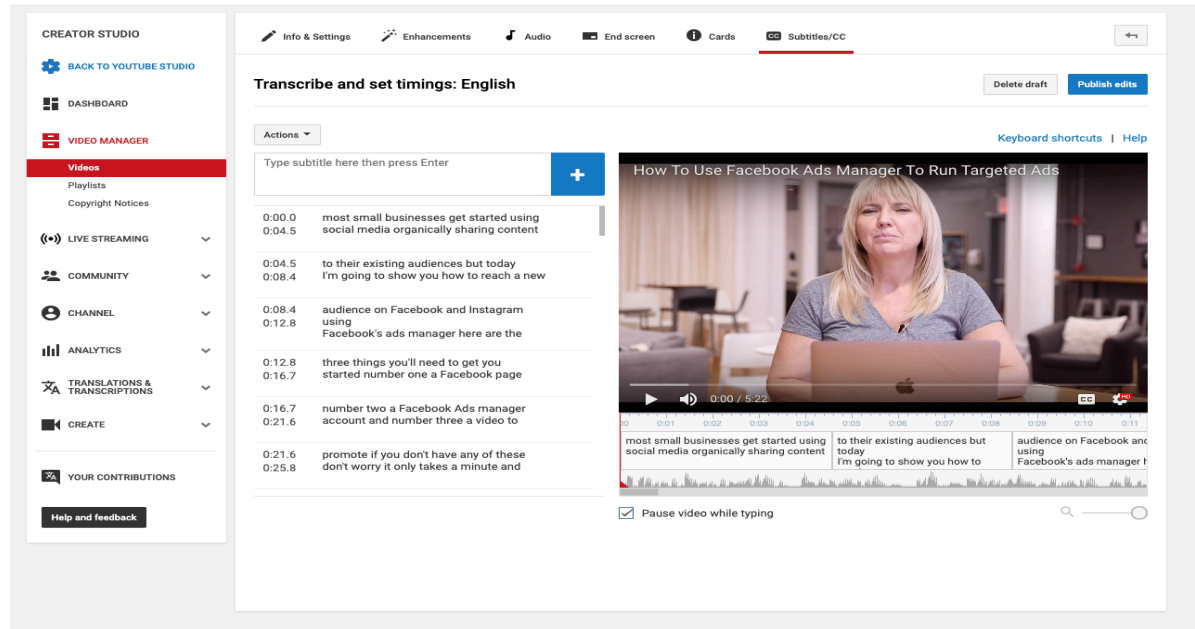 CREATOR STUDIO
BACK TO YOUTUBE STUDIO
DASHBOARD
VIDEO MANAGER
Videos
Playlists
Copyright Notices
LIVE STREAMING
COMMUNITY
CHANNEL
ANALYTICS
TRANSLATIONS &
TRANSCRIPTIONS
CREATE
YOUR CONTRIBUTIONS
Help and feedback
Info & Settings
Enhancements
Audio
End screen
Cards
CC Subtitles/CC
Transcribe and set timings: English
Delete draft
Publish edits
Actions
Keyboard shortcuts | Help
Type subtitle here then press Enter
0:00.0 most small businesses get started using
0:04.5 social media organically sharing content
0:04.5 to their existing audiences but today
0:08.4 I'm going to show you how to reach a new
0:08.4 audience on Facebook and Instagram
0:12.8 using
Facebook's ads manager here are the
0:12.8 three things you'll need to get you
0:16.7 started number one a Facebook page
0:16.7 number two a Facebook Ads manager
0:21.6 account and number three a video to
0:21.6 promote if you don't have any of these
0:25.8 don't worry it only takes a minute and
How To Use Facebook Ads Manager To Run Targeted Ads
0:00 / 5:22
CC
HD
0:01 0:02 0:03 0:04 0:05 0:06 0:07 0:08 0:09 0:10 0:11
most small businesses get started using
social media organically sharing content
to their existing audiences but
today
I'm going to show you how to
audience on Facebook and
using
Facebook's ads manager
Pause video while typing